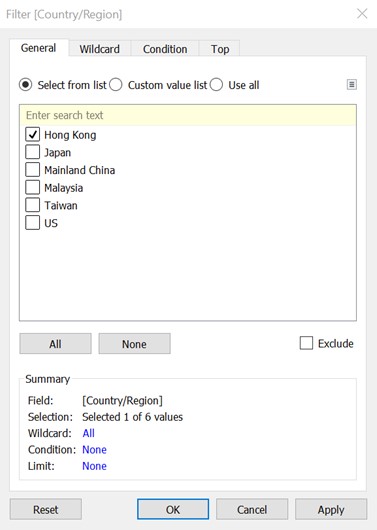 Filter [Country/Region]
General Wildcard Condition Top
Select from list Custom value list Use all
Enter search text
Hong Kong
Japan
Mainland China
Malaysia
Taiwan
US
All None Exclude
Summary
Field: [Country/Region]
Selection: Selected 1 of 6 values
Wildcard: All
Condition: None
Limit: None
Reset OK Cancel Apply